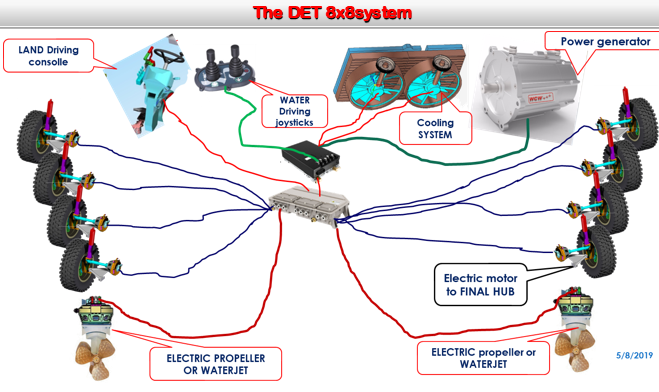 The DET 8x8system
LAND Driving
consolle
WATER
Driving
joysticks
Cooling
SYSTEM
Power generator
Electric motor
to FINAL HUB
ELECTRIC PROPELLER
OR WATERJET
ELECTRIC propeller or
WATERJET
5/8/2019